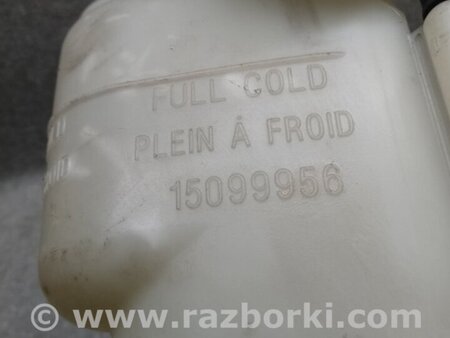 FULL COLD
PLEIN À FROID
15099956
© www.razborki.com